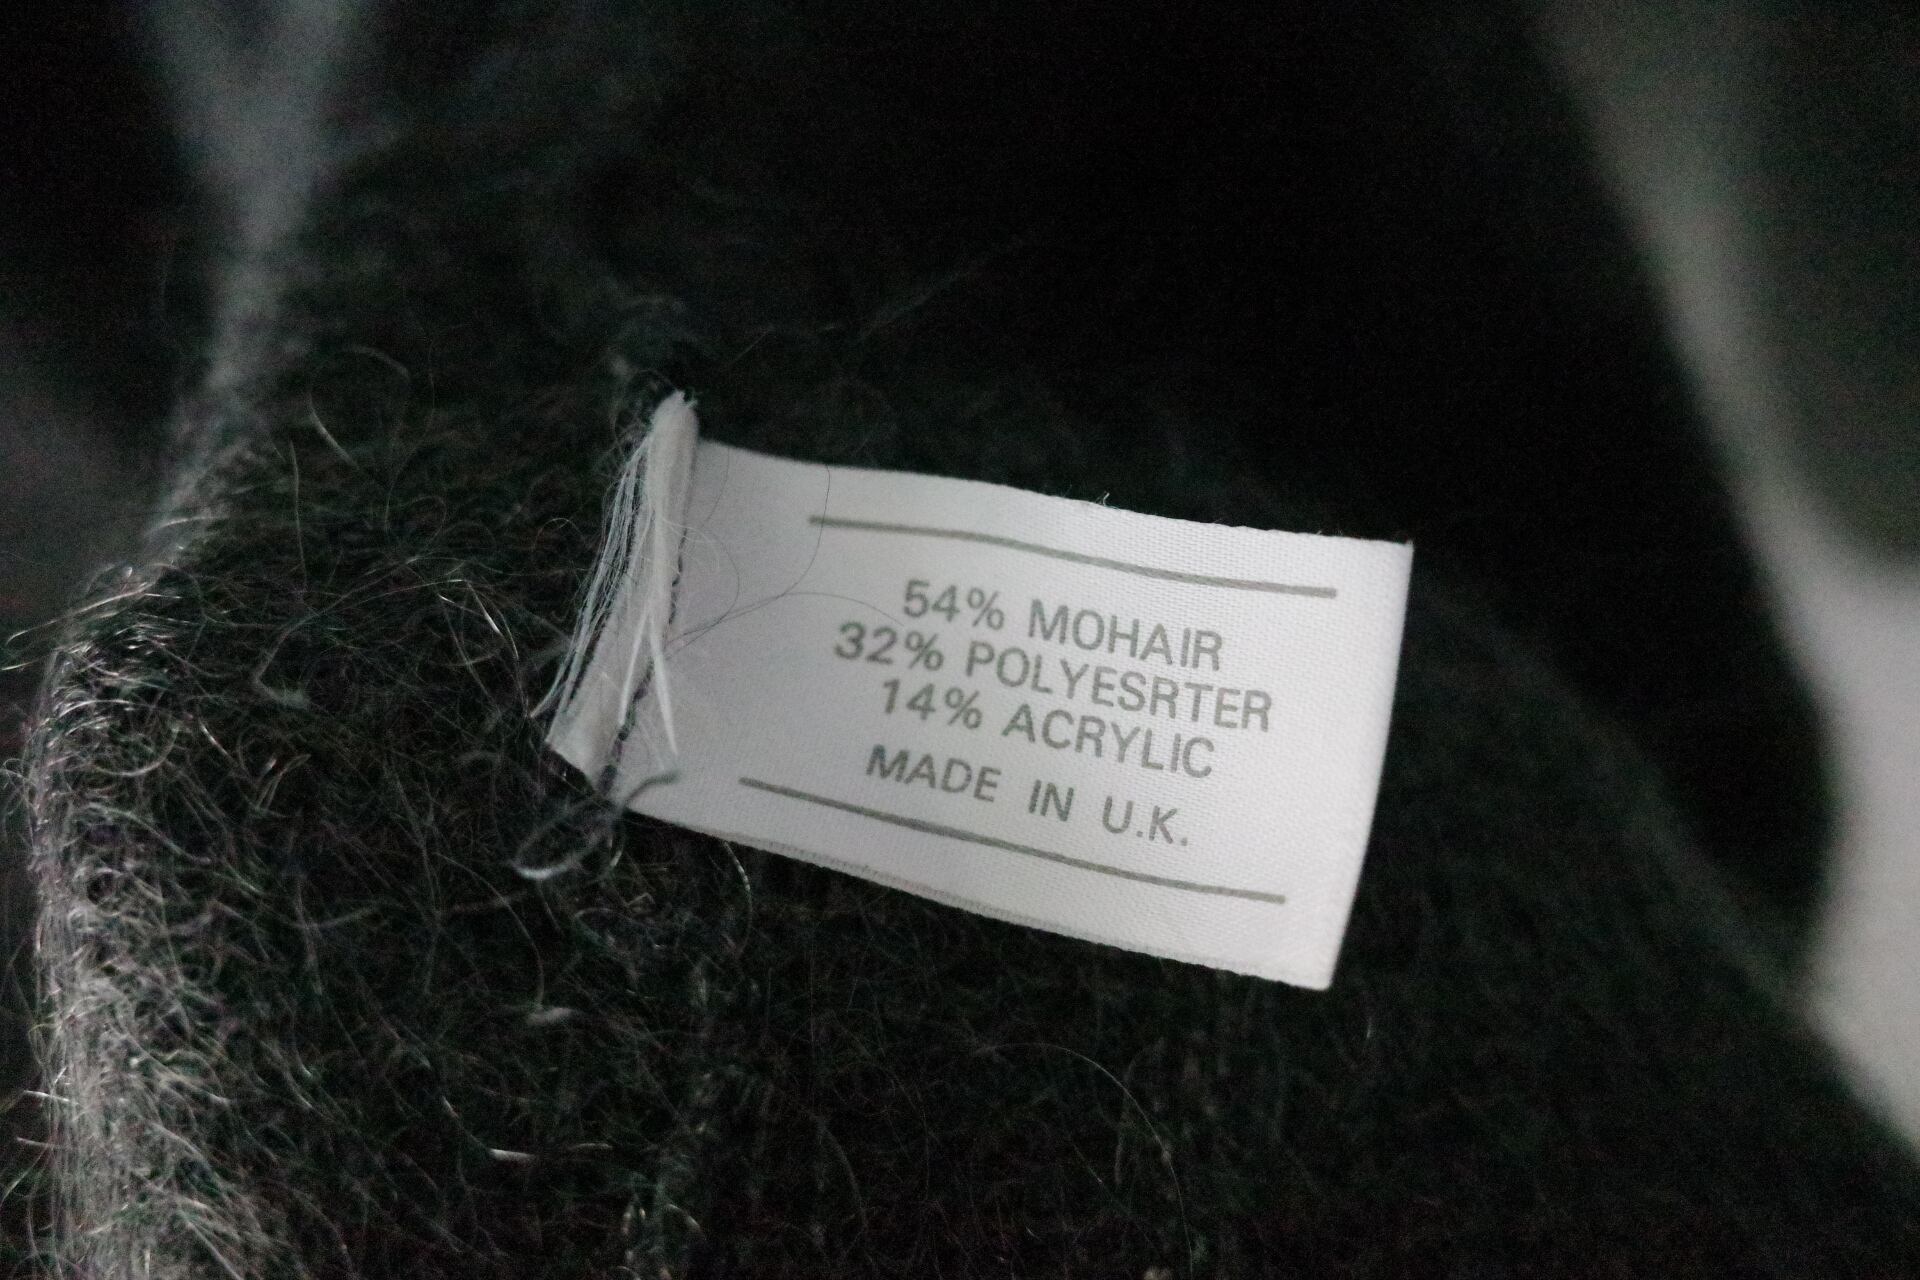 54% MOHAIR
32% POLYESRTER
14% ACRYLIC
MADE IN U.K.